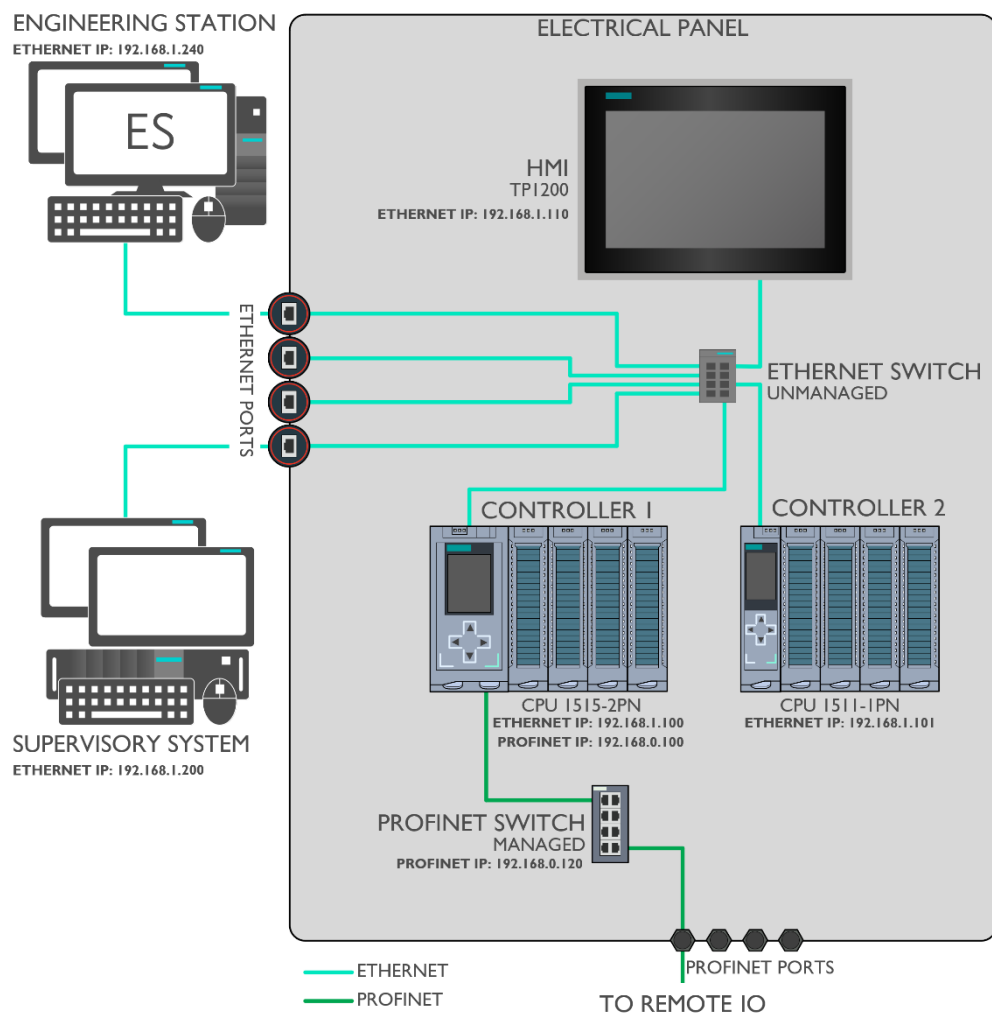 ENGINEERING STATION
ETHERNET IP: 192.168.1.240
ES
ELECTRICAL PANEL
HMI
TP1200
ETHERNET IP: 192.168.1.110
ETHERNET PORTS
ETHERNET SWITCH
UNMANAGED
CONTROLLER 1
CPU 1515-2PN
ETHERNET IP: 192.168.1.100
PROFINET IP: 192.168.0.100
CONTROLLER 2
CPU 1511-1PN
ETHERNET IP: 192.168.1.101
SUPERVISORY SYSTEM
ETHERNET IP: 192.168.1.200
PROFINET SWITCH
MANAGED
PROFINET IP: 192.168.0.120
PROFINET PORTS
TO REMOTE IO
ETHERNET
PROFINET